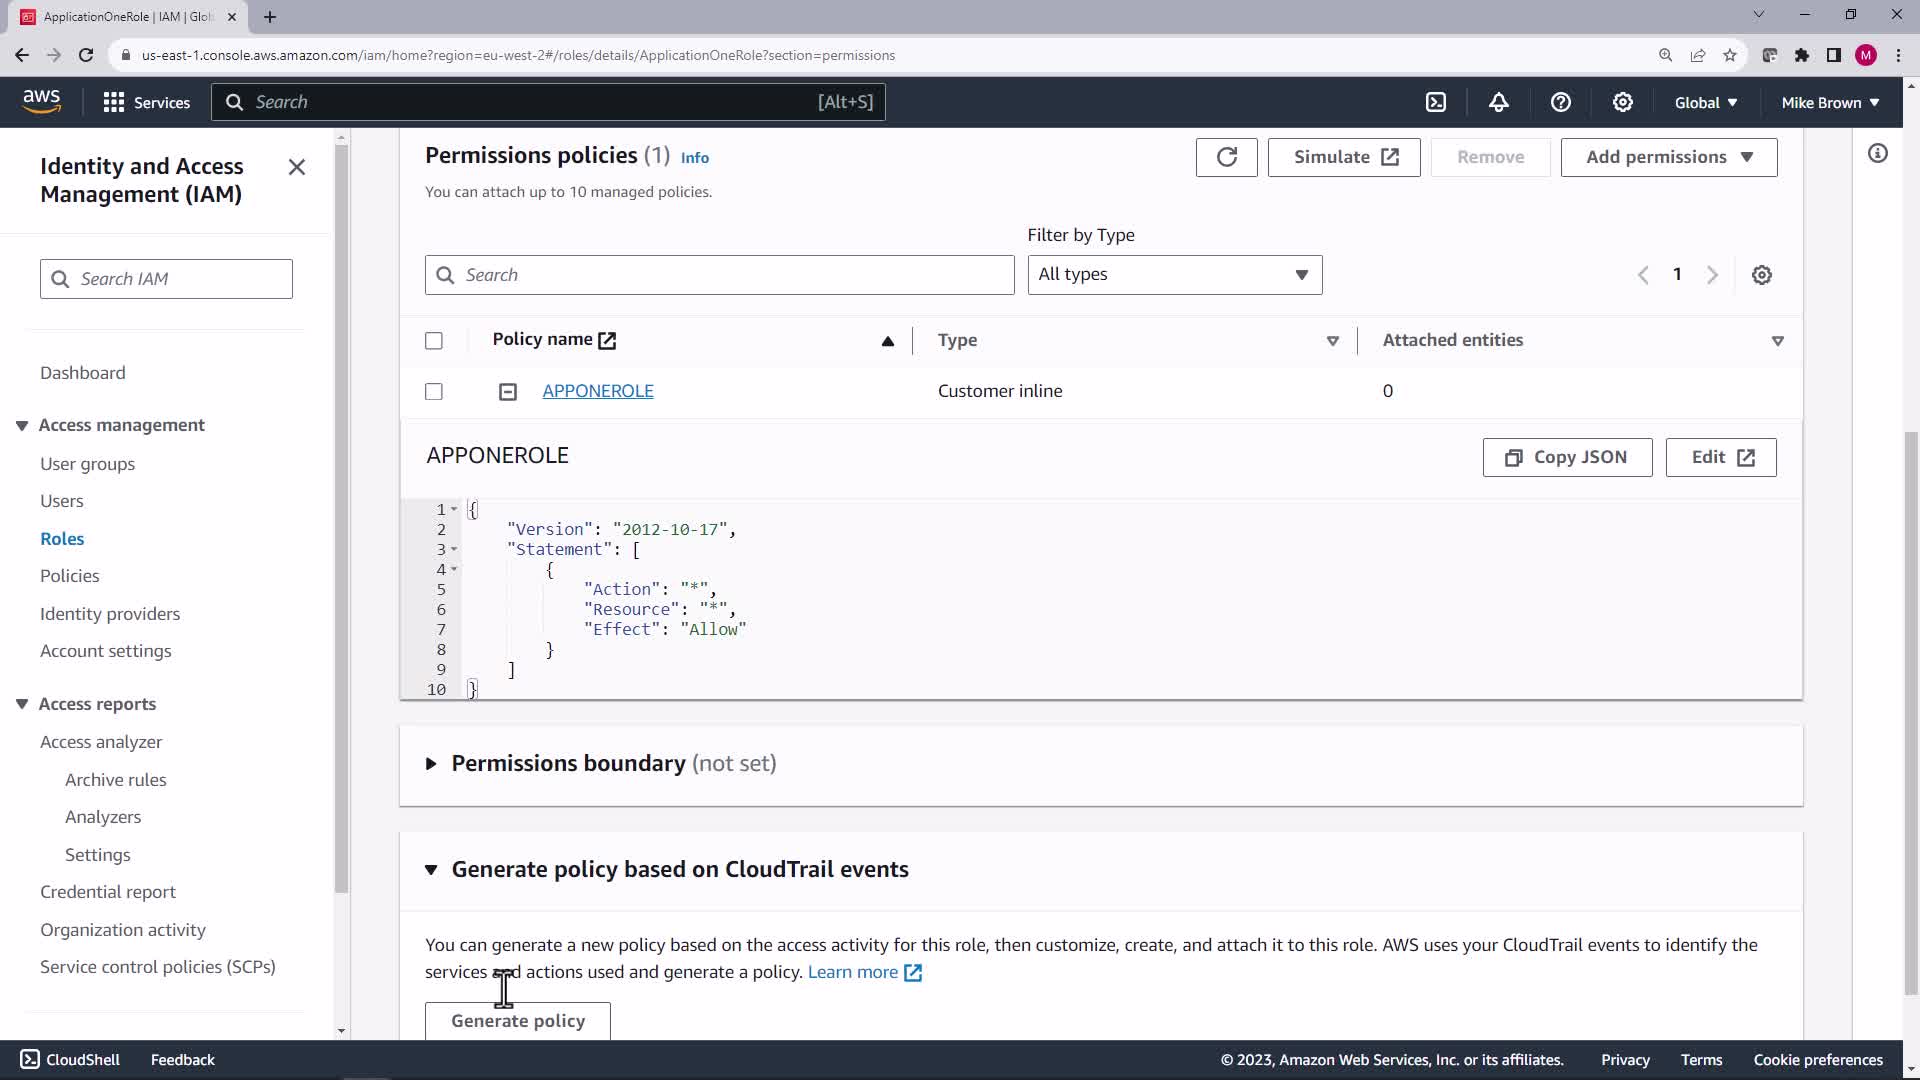 ApplicationOneRole | IAM | Glob
us-east-1.console.aws.amazon.com/iam/home?region=eu-west-2#/roles/details/ApplicationOneRole?section=permissions
M
aws
Services
Search
[Alt+S]
Global
Mike Brown
Identity and Access
Management (IAM)
Search IAM
Dashboard
Access management
User groups
Users
Roles
Policies
Identity providers
Account settings
Access reports
Access analyzer
Archive rules
Analyzers
Settings
Credential report
Organization activity
Service control policies (SCPs)
Permissions policies (1) Info
You can attach up to 10 managed policies.
Simulate
Remove
Add permissions
Filter by Type
Search
All types
1
Policy name
Type
Attached entities
APPONEROLE
Customer inline
0
APPONEROLE
Copy JSON
Edit
1 {
2 "Version": "2012-10-17",
3 "Statement": [
4 {
5 "Action": "*",
6 "Resource": "*",
7 "Effect": "Allow"
8 }
9 ]
10 }
Permissions boundary (not set)
Generate policy based on CloudTrail events
You can generate a new policy based on the access activity for this role, then customize, create, and attach it to this role. AWS uses your CloudTrail events to identify the
services and actions used and generate a policy. Learn more
Generate policy
CloudShell
Feedback
© 2023, Amazon Web Services, Inc. or its affiliates.
Privacy
Terms
Cookie preferences